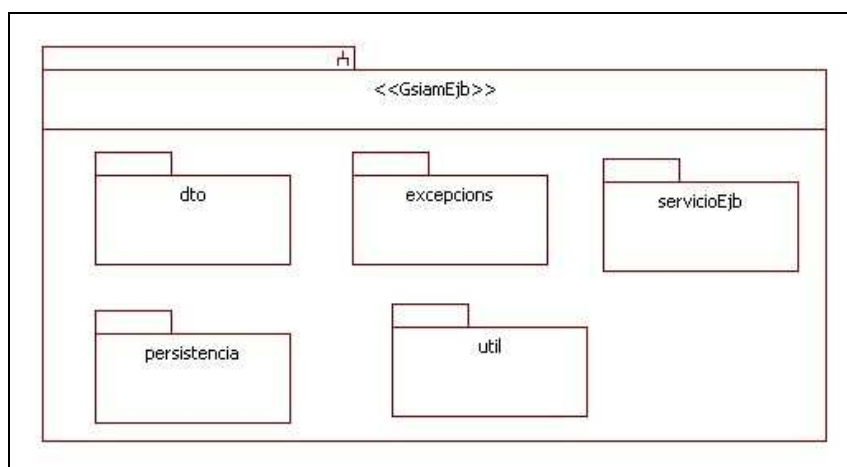 <<GsiamEjb>>
dto
excepcions
servicioEjb
persistencia
util